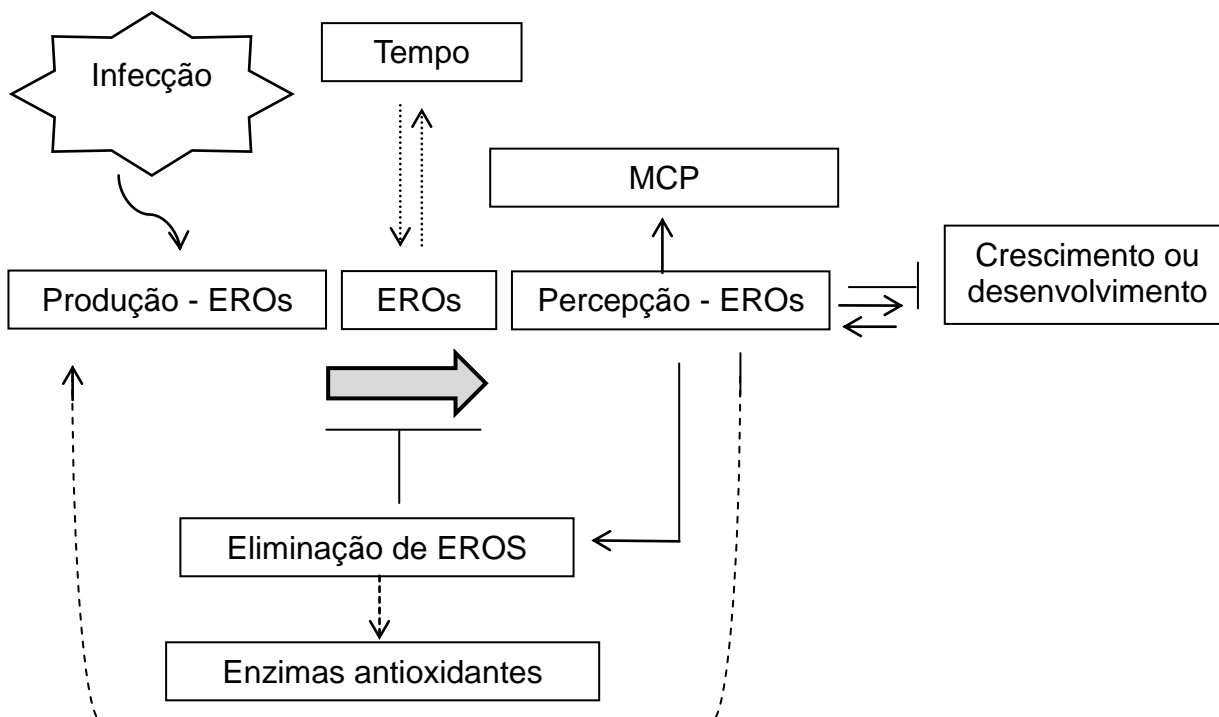 Infecção
Tempo
MCP
Crescimento ou
desenvolvimento
Produção - EROs
EROs
Percepção - EROs
Eliminação de EROS
Enzimas antioxidantes